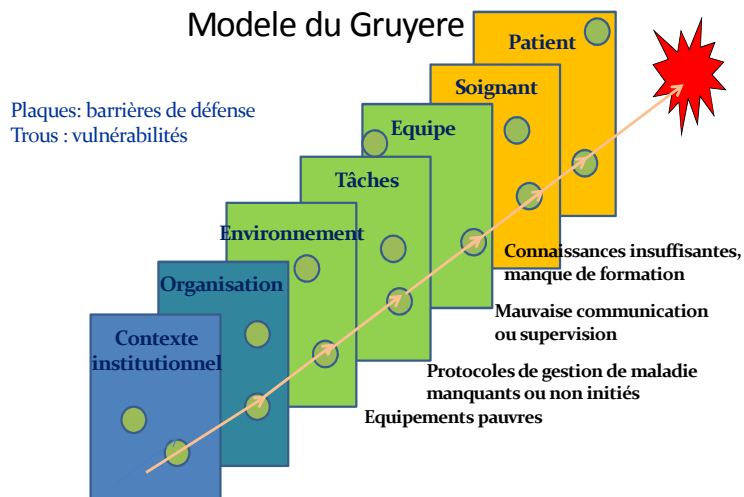 Modele du Gruyere
Patient
Soignant
Plaques: barrières de défense
Trous : vulnérabilités
Equipe
Tâches
Environnement
Organisation
Contexte
institutionnel
Connaissances insuffisantes,
manque de formation
Mauvaise communication
ou supervision
Protocoles de gestion de maladie
manquants ou non initiés
Equipements pauvres